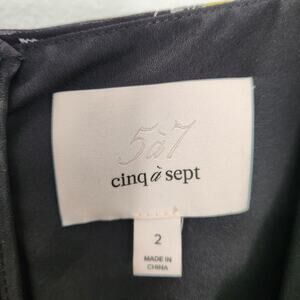 5à7
cinq à sept
2
MADE IN
CHINA